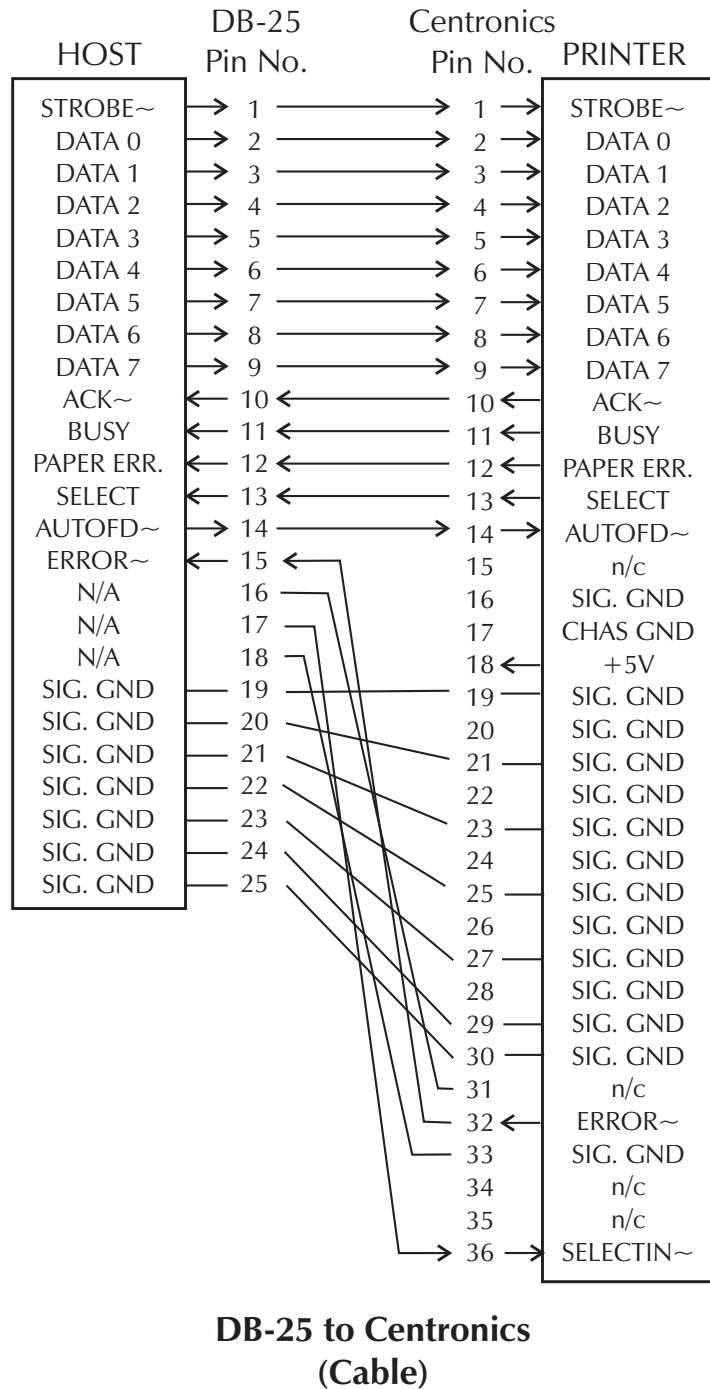 DB-25 Centronics
HOST Pin No. Pin No. PRINTER
STROBE~ 1 1 STROBE~
DATA 0 2 2 DATA 0
DATA 1 3 3 DATA 1
DATA 2 4 4 DATA 2
DATA 3 5 5 DATA 3
DATA 4 6 6 DATA 4
DATA 5 7 7 DATA 5
DATA 6 8 8 DATA 6
DATA 7 9 9 DATA 7
ACK~ 10 10 ACK~
BUSY 11 11 BUSY
PAPER ERR. 12 12 PAPER ERR.
SELECT 13 13 SELECT
AUTOFD~ 14 14 AUTOFD~
ERROR~ 15 15 n/c
N/A 16 16 SIG. GND
N/A 17 17 CHAS GND
N/A 18 18 +5V
SIG. GND 19 19 SIG. GND
SIG. GND 20 20 SIG. GND
SIG. GND 21 21 SIG. GND
SIG. GND 22 22 SIG. GND
SIG. GND 23 23 SIG. GND
SIG. GND 24 24 SIG. GND
SIG. GND 25 25 SIG. GND
26 SIG. GND
27 SIG. GND
28 SIG. GND
29 SIG. GND
30 SIG. GND
31 n/c
32 ERROR~
33 SIG. GND
34 n/c
35 n/c
36 SELECTIN~
DB-25 to Centronics
(Cable)